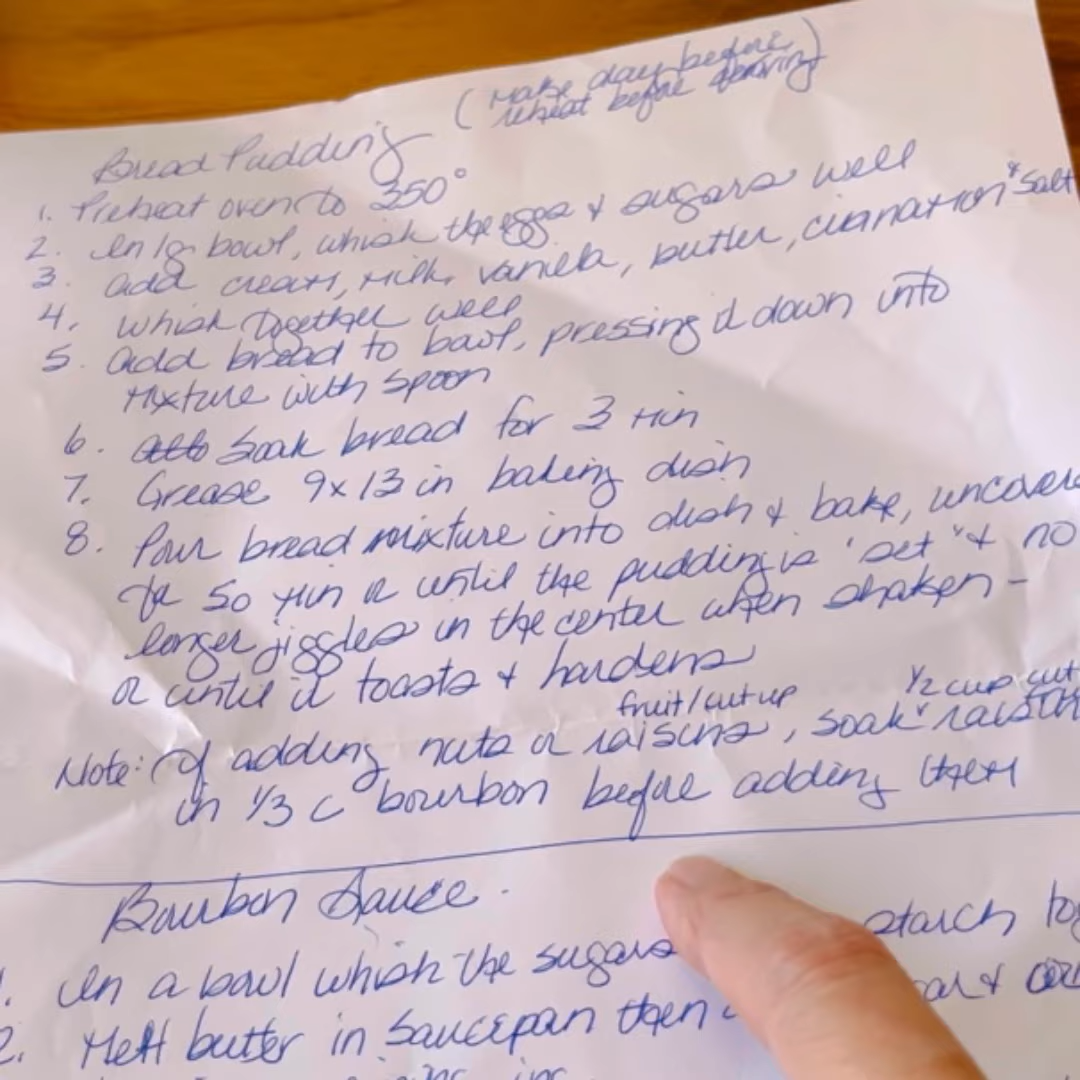 (Make day before)
reheat before serving
Bread Pudding
1. Preheat oven to 350°
2. In lg bowl, whisk the eggs & sugars well
3. add cream, milk, vanilla, butter, cinnamon & salt
4. whisk together well
5. add bread to bowl, pressing it down into
mixture with spoon
6. Soak bread for 3 min
7. Grease 9x13 in baking dish
8. Pour bread mixture into dish & bake, uncovere
for 50 min or until the pudding is "set" & no
longer jiggles in the center when shaken -
or until it toasts & hardens
fruit/cut up 1/2 cup cut
Note: If adding nuts or raisins, soak raisins
in 1/3 c bourbon before adding them
Bourbon Sauce
1. In a bowl whisk the sugars starch tog
2. Melt butter in saucepan then